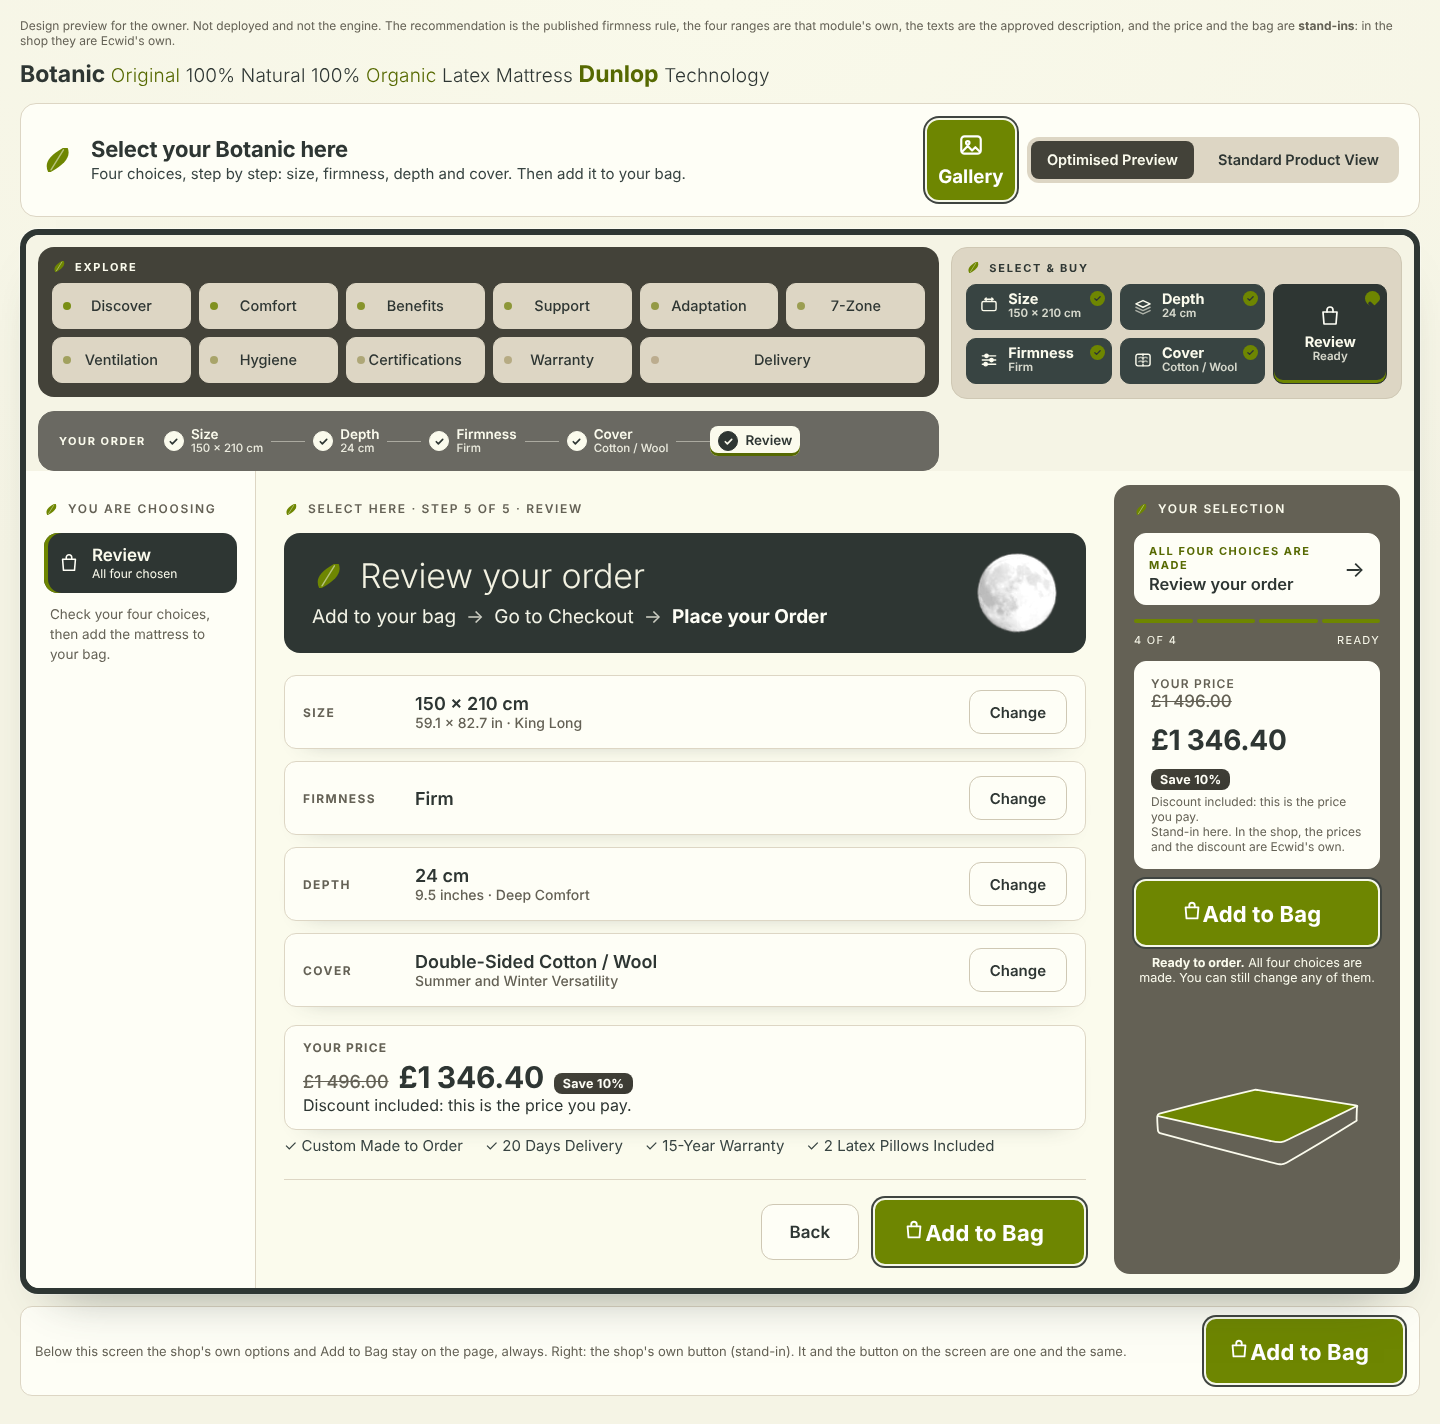 Design preview for the owner. Not deployed and not the engine. The recommendation is the published firmness rule, the four ranges are that module's own, the texts are the approved description, and the price and the bag are stand-ins: in the
shop they are Ecwid's own.
Botanic Original 100% Natural 100% Organic Latex Mattress Dunlop Technology
Select your Botanic here
Four choices, step by step: size, firmness, depth and cover. Then add it to your bag.
Gallery
Optimised Preview
Standard Product View
EXPLORE
Discover
Comfort
Benefits
Support
Adaptation
7-Zone
Ventilation
Hygiene
Certifications
Warranty
Delivery
SELECT & BUY
Size
150 × 210 cm
Depth
24 cm
Firmness
Firm
Cover
Cotton / Wool
Review
Ready
YOUR ORDER
Size
150 × 210 cm
Depth
24 cm
Firmness
Firm
Cover
Cotton / Wool
Review
YOU ARE CHOOSING
Review
All four chosen
Check your four choices,
then add the mattress to
your bag.
SELECT HERE · STEP 5 OF 5 · REVIEW
Review your order
Add to your bag → Go to Checkout → Place your Order
SIZE
150 × 210 cm
59.1 × 82.7 in · King Long
Change
FIRMNESS
Firm
Change
DEPTH
24 cm
9.5 inches · Deep Comfort
Change
COVER
Double-Sided Cotton / Wool
Summer and Winter Versatility
Change
YOUR PRICE
£1 496.00 £1 346.40 Save 10%
Discount included: this is the price you pay.
✓ Custom Made to Order ✓ 20 Days Delivery ✓ 15-Year Warranty ✓ 2 Latex Pillows Included
Back
Add to Bag
YOUR SELECTION
ALL FOUR CHOICES ARE
MADE
Review your order →
4 OF 4 READY
YOUR PRICE
£1 496.00
£1 346.40
Save 10%
Discount included: this is the price
you pay.
Stand-in here. In the shop, the prices
and the discount are Ecwid's own.
Add to Bag
Ready to order. All four choices are
made. You can still change any of them.
Below this screen the shop's own options and Add to Bag stay on the page, always. Right: the shop's own button (stand-in). It and the button on the screen are one and the same.
Add to Bag